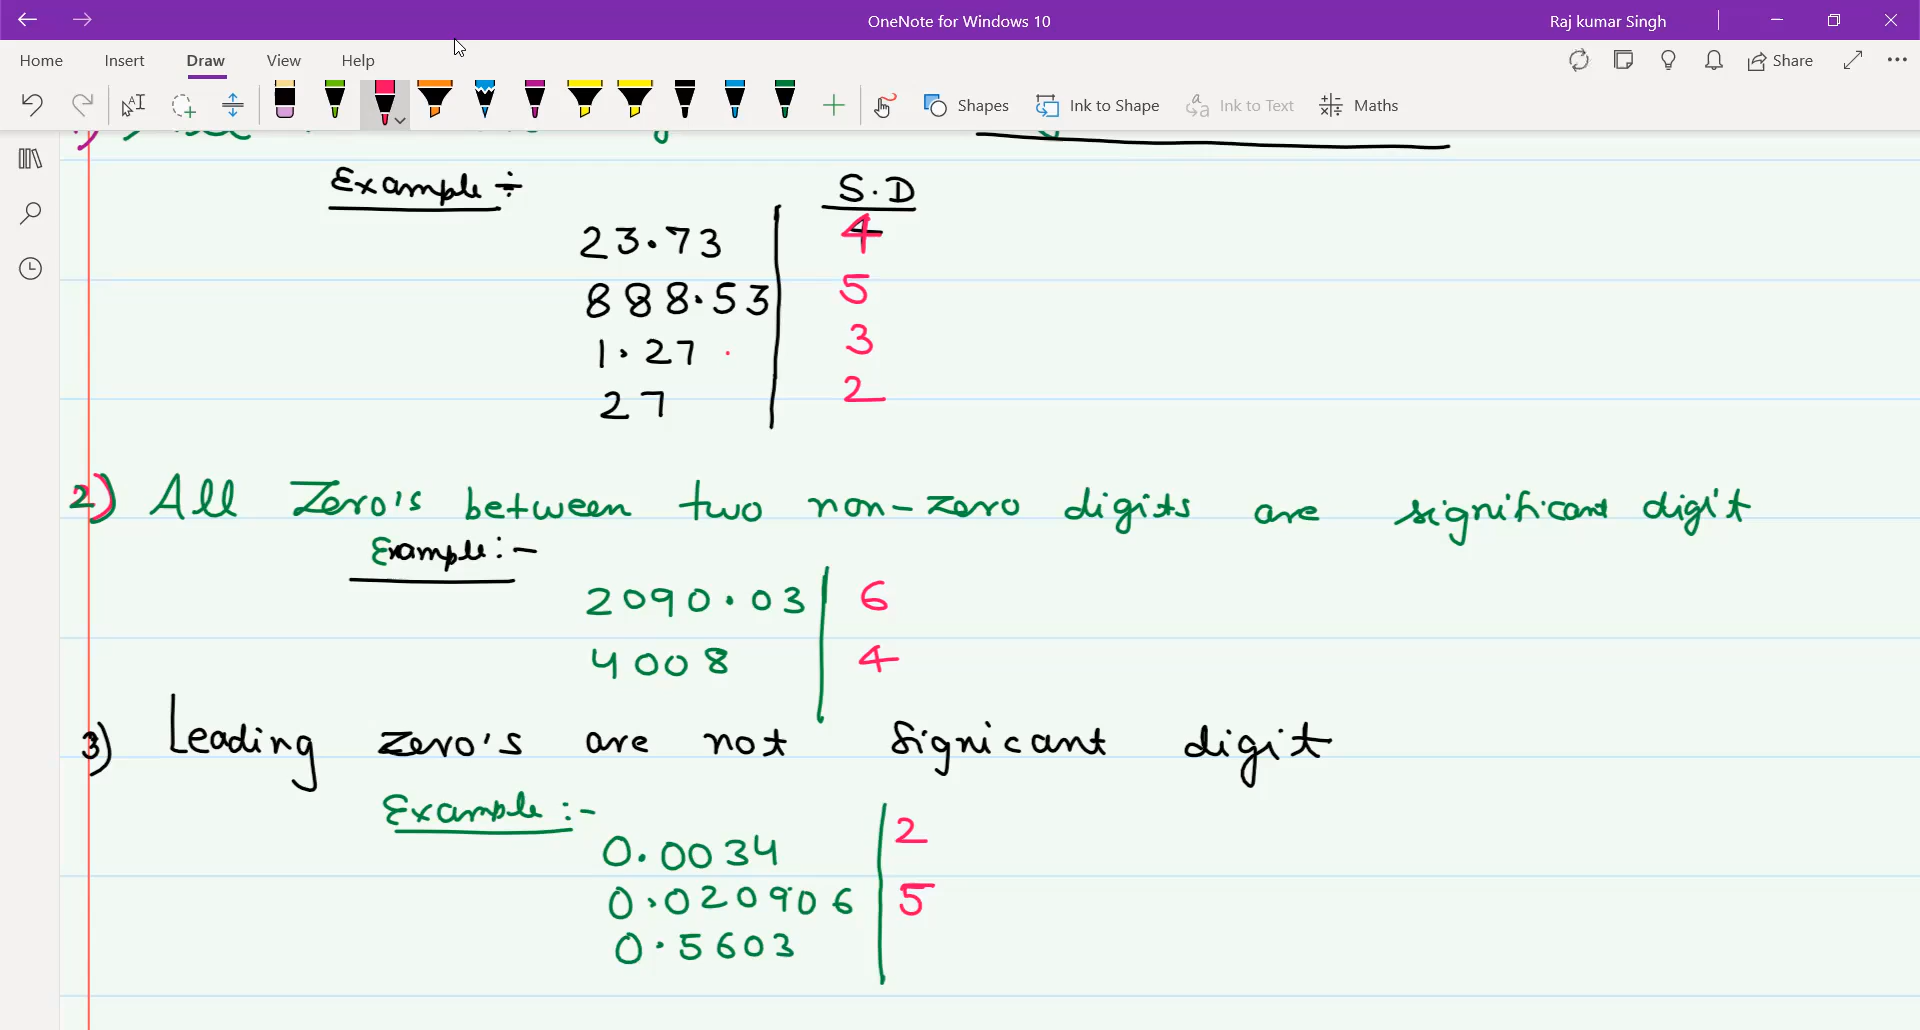 OneNote for Windows 10
Raj kumar Singh
Home Insert Draw View Help
Share
Shapes Ink to Shape Ink to Text Maths
Example ÷
S.D
23.73 4
888.53 5
1.27 3
27 2
2) All Zero's between two non-zero digits are significant digit
Example:-
2090.03 6
4008 4
3) Leading zero's are not Signicant digit
Example :-
0.0034 2
0.020906 5
0.5603